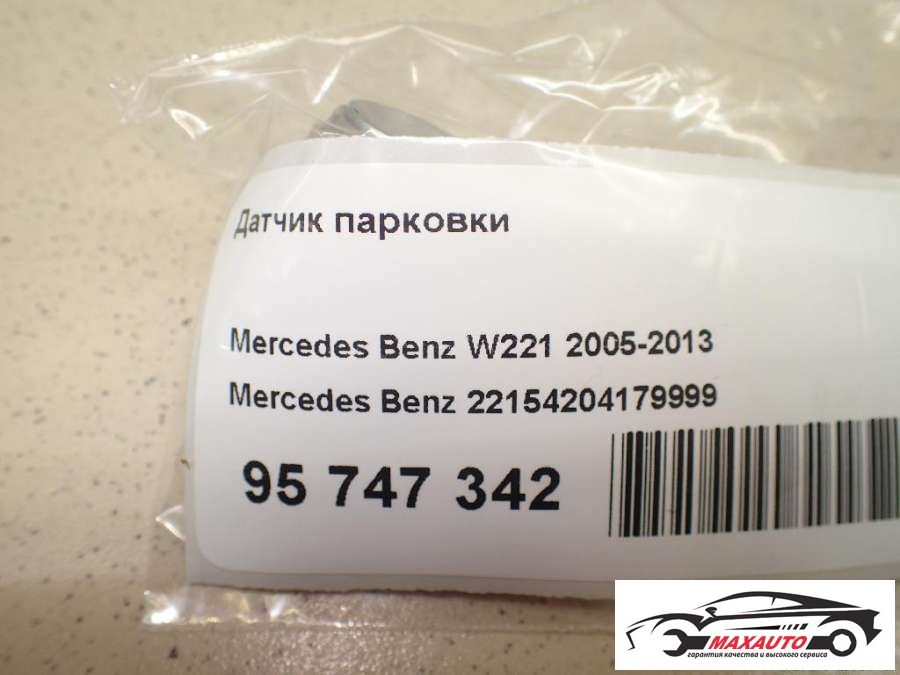 Датчик парковки
Mercedes Benz W221 2005-2013
Mercedes Benz 22154204179999
95 747 342
MAXAUTO
гарантия качества и высокого сервиса